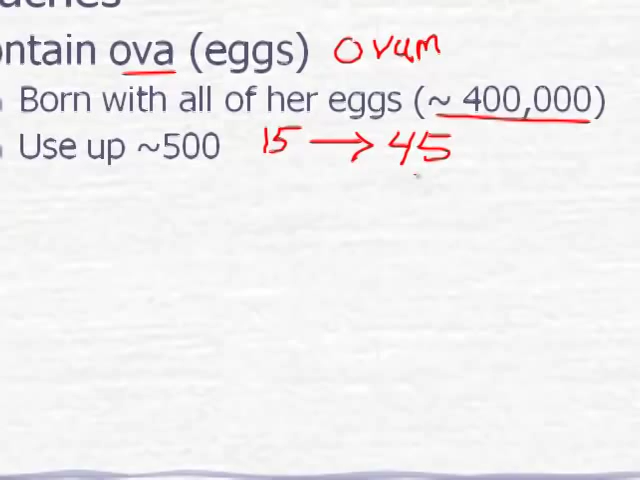 ontain ova (eggs) ovum
Born with all of her eggs (~ 400,000)
Use up ~500 15 → 45